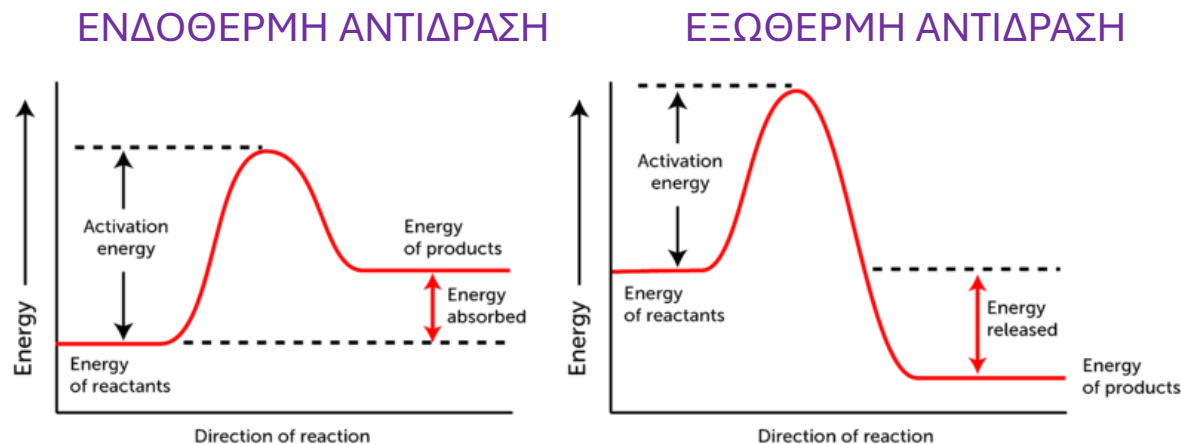 ΕΝΔΟΘΕΡΜΗ ΑΝΤΙΔΡΑΣΗ
Energy
Activation
energy
Energy
of products
Energy
absorbed
Energy
of reactants
Direction of reaction
ΕΞΩΘΕΡΜΗ ΑΝΤΙΔΡΑΣΗ
Energy
Activation
energy
Energy
of reactants
Energy
released
Energy
of products
Direction of reaction